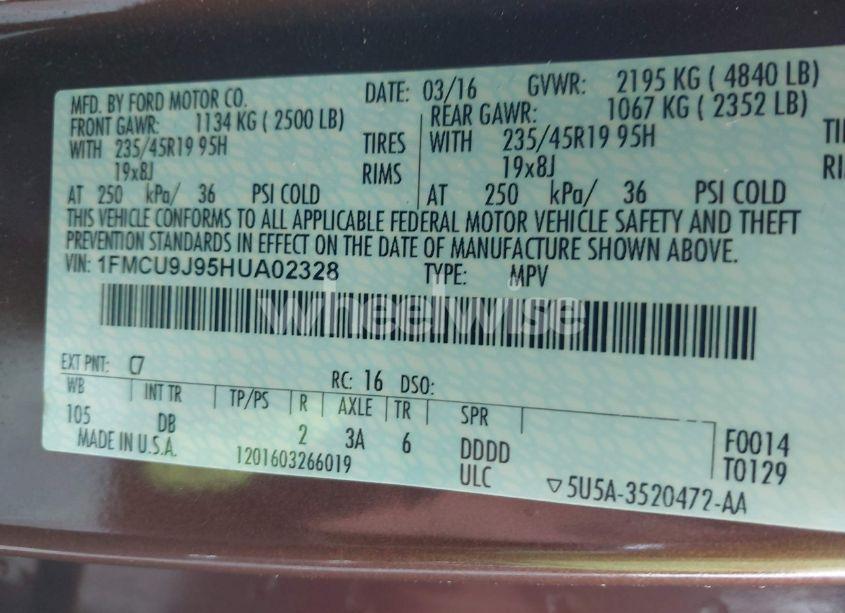 MFD. BY FORD MOTOR CO. DATE: 03/16 GVWR: 2195 KG ( 4840 LB)
FRONT GAWR: 1134 KG ( 2500 LB) REAR GAWR: 1067 KG ( 2352 LB)
WITH 235/45R19 95H TIRES WITH 235/45R19 95H
19x8J RIMS 19x8J
AT 250 kPa/ 36 PSI COLD AT 250 kPa/ 36 PSI COLD
THIS VEHICLE CONFORMS TO ALL APPLICABLE FEDERAL MOTOR VEHICLE SAFETY AND THEFT
PREVENTION STANDARDS IN EFFECT ON THE DATE OF MANUFACTURE SHOWN ABOVE.
VIN: 1FMCU9J95HUA02328 TYPE: MPV
wheelwise
EXT PNT: C7 RC: 16 DSO:
WB INT TR TP/PS R AXLE TR SPR
105 DB 2 3A 6 DDDD F0014
MADE IN U.S.A. 1201603266019 ULC T0129
▽5U5A-3520472-AA